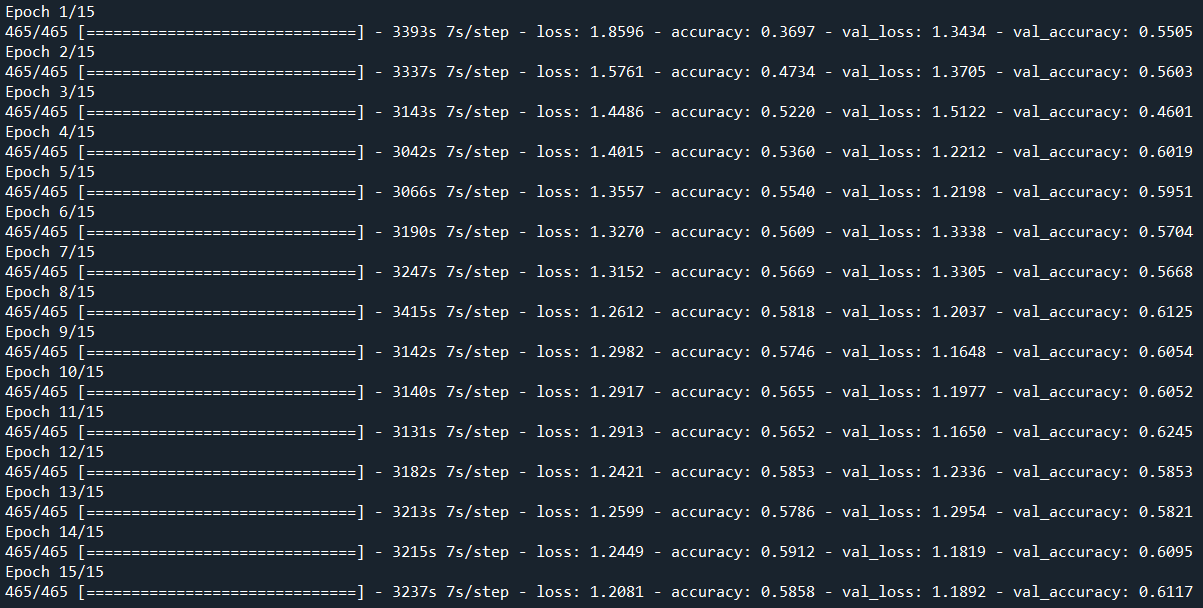 Epoch 1/15
465/465 [==============================] - 3393s 7s/step - loss: 1.8596 - accuracy: 0.3697 - val_loss: 1.3434 - val_accuracy: 0.5505
Epoch 2/15
465/465 [==============================] - 3337s 7s/step - loss: 1.5761 - accuracy: 0.4734 - val_loss: 1.3705 - val_accuracy: 0.5603
Epoch 3/15
465/465 [==============================] - 3143s 7s/step - loss: 1.4486 - accuracy: 0.5220 - val_loss: 1.5122 - val_accuracy: 0.4601
Epoch 4/15
465/465 [==============================] - 3042s 7s/step - loss: 1.4015 - accuracy: 0.5360 - val_loss: 1.2212 - val_accuracy: 0.6019
Epoch 5/15
465/465 [==============================] - 3066s 7s/step - loss: 1.3557 - accuracy: 0.5540 - val_loss: 1.2198 - val_accuracy: 0.5951
Epoch 6/15
465/465 [==============================] - 3190s 7s/step - loss: 1.3270 - accuracy: 0.5609 - val_loss: 1.3338 - val_accuracy: 0.5704
Epoch 7/15
465/465 [==============================] - 3247s 7s/step - loss: 1.3152 - accuracy: 0.5669 - val_loss: 1.3305 - val_accuracy: 0.5668
Epoch 8/15
465/465 [==============================] - 3415s 7s/step - loss: 1.2612 - accuracy: 0.5818 - val_loss: 1.2037 - val_accuracy: 0.6125
Epoch 9/15
465/465 [==============================] - 3142s 7s/step - loss: 1.2982 - accuracy: 0.5746 - val_loss: 1.1648 - val_accuracy: 0.6054
Epoch 10/15
465/465 [==============================] - 3140s 7s/step - loss: 1.2917 - accuracy: 0.5655 - val_loss: 1.1977 - val_accuracy: 0.6052
Epoch 11/15
465/465 [==============================] - 3131s 7s/step - loss: 1.2913 - accuracy: 0.5652 - val_loss: 1.1650 - val_accuracy: 0.6245
Epoch 12/15
465/465 [==============================] - 3182s 7s/step - loss: 1.2421 - accuracy: 0.5853 - val_loss: 1.2336 - val_accuracy: 0.5853
Epoch 13/15
465/465 [==============================] - 3213s 7s/step - loss: 1.2599 - accuracy: 0.5786 - val_loss: 1.2954 - val_accuracy: 0.5821
Epoch 14/15
465/465 [==============================] - 3215s 7s/step - loss: 1.2449 - accuracy: 0.5912 - val_loss: 1.1819 - val_accuracy: 0.6095
Epoch 15/15
465/465 [==============================] - 3237s 7s/step - loss: 1.2081 - accuracy: 0.5858 - val_loss: 1.1892 - val_accuracy: 0.6117